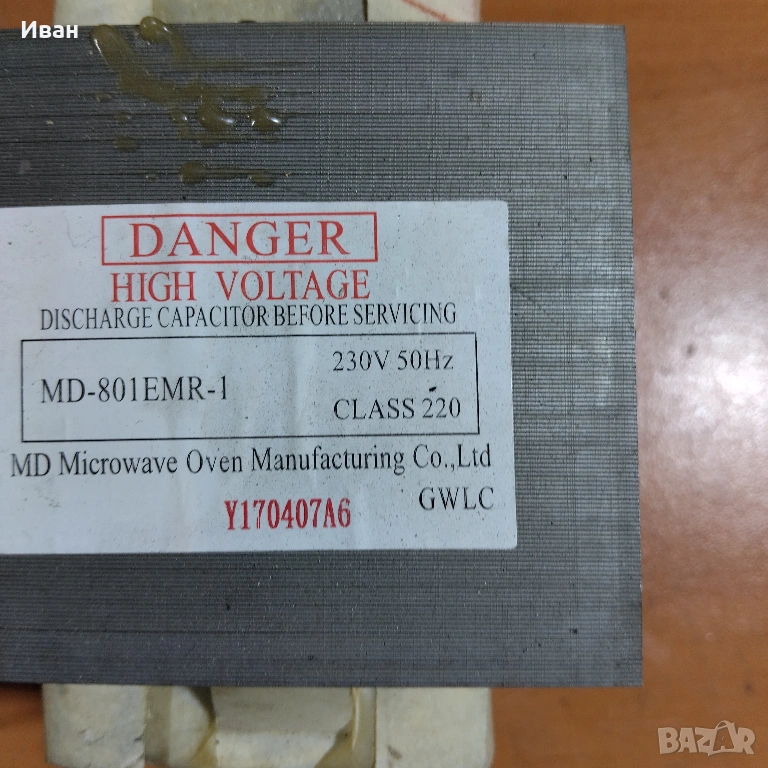 Иван
DANGER
HIGH VOLTAGE
DISCHARGE CAPACITOR BEFORE SERVICING
MD-801EMR-1
230V 50Hz
CLASS 220
MD Microwave Oven Manufacturing Co.,Ltd
GWLC
Y170407A6
BAZAR